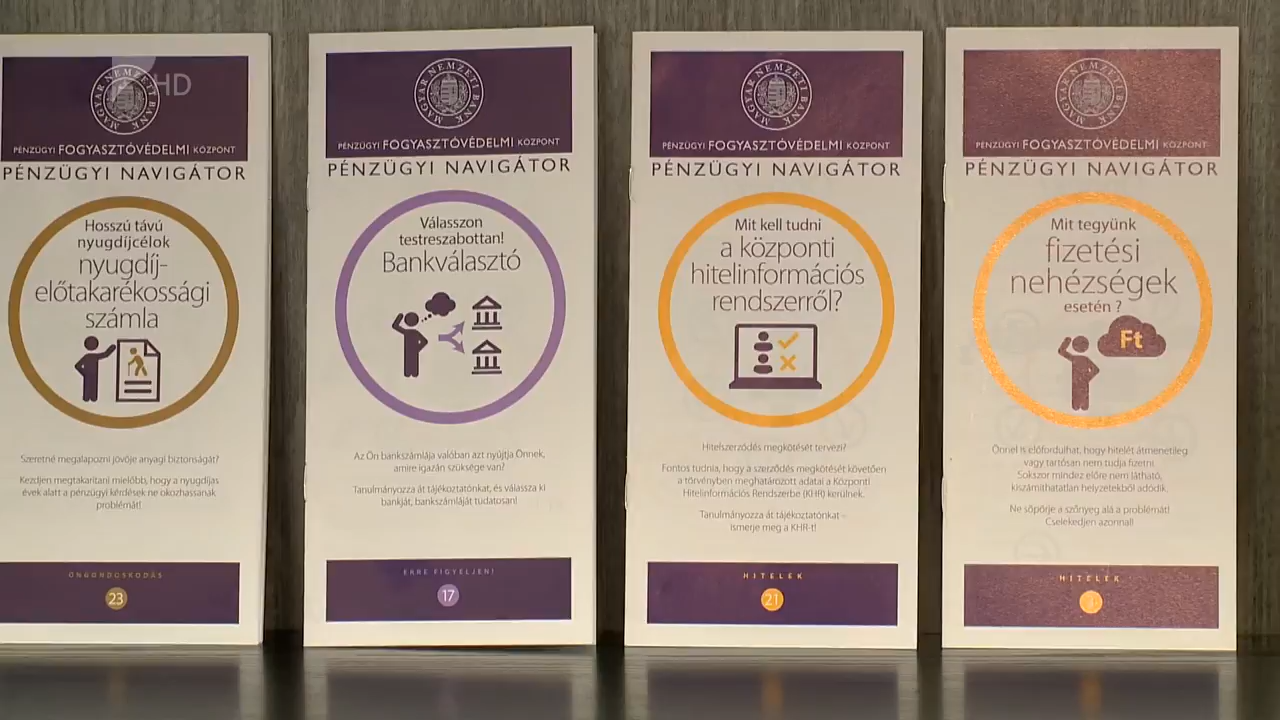 HD
MAGYAR NEMZETI BANK
PÉNZÜGYI FOGYASZTÓVÉDELMI KÖZPONT
PÉNZÜGYI NAVIGÁTOR
Hosszú távú
nyugdíjcélok
nyugdíj-
előtakarékossági
számla
Szeretné megalapozni jövője anyagi biztonságát?
Kezdjen megtakarítani mielőbb, hogy a nyugdíjas
évek alatt a pénzügyi kérdések ne okozhassanak
problémát!
ÖNGONDOSKODÁS
23
MAGYAR NEMZETI BANK
PÉNZÜGYI FOGYASZTÓVÉDELMI KÖZPONT
PÉNZÜGYI NAVIGÁTOR
Válasszon
testreszabottan!
Bankválasztó
Az Ön bankszámlája valóban azt nyújtja Önnek,
amire igazán szüksége van?
Tanulmányozza át tájékoztatónkat, és válassza ki
bankját, bankszámláját tudatosan!
ERRE FIGYELJEN!
17
MAGYAR NEMZETI BANK
PÉNZÜGYI FOGYASZTÓVÉDELMI KÖZPONT
PÉNZÜGYI NAVIGÁTOR
Mit kell tudni
a központi
hitelinformációs
rendszerről?
Hitelszerződés megkötését tervezi?
Fontos tudnia, hogy a szerződés megkötését követően
a törvényben meghatározott adatai a Központi
Hitelinformációs Rendszerbe (KHR) kerülnek.
Tanulmányozza át tájékoztatónkat –
ismerje meg a KHR-t!
HITELEK
21
MAGYAR NEMZETI BANK
PÉNZÜGYI FOGYASZTÓVÉDELMI KÖZPONT
PÉNZÜGYI NAVIGÁTOR
Mit tegyünk
fizetési
nehézségek
esetén ?
Ft
Önnel is előfordulhat, hogy hitelét átmenetileg
vagy tartósan nem tudja fizetni.
Sokszor mindez előre nem látható,
kiszámíthatatlan helyzetekből adódik.
Ne söpörje a szőnyeg alá a problémát!
Cselekedjen azonnal!
HITELEK